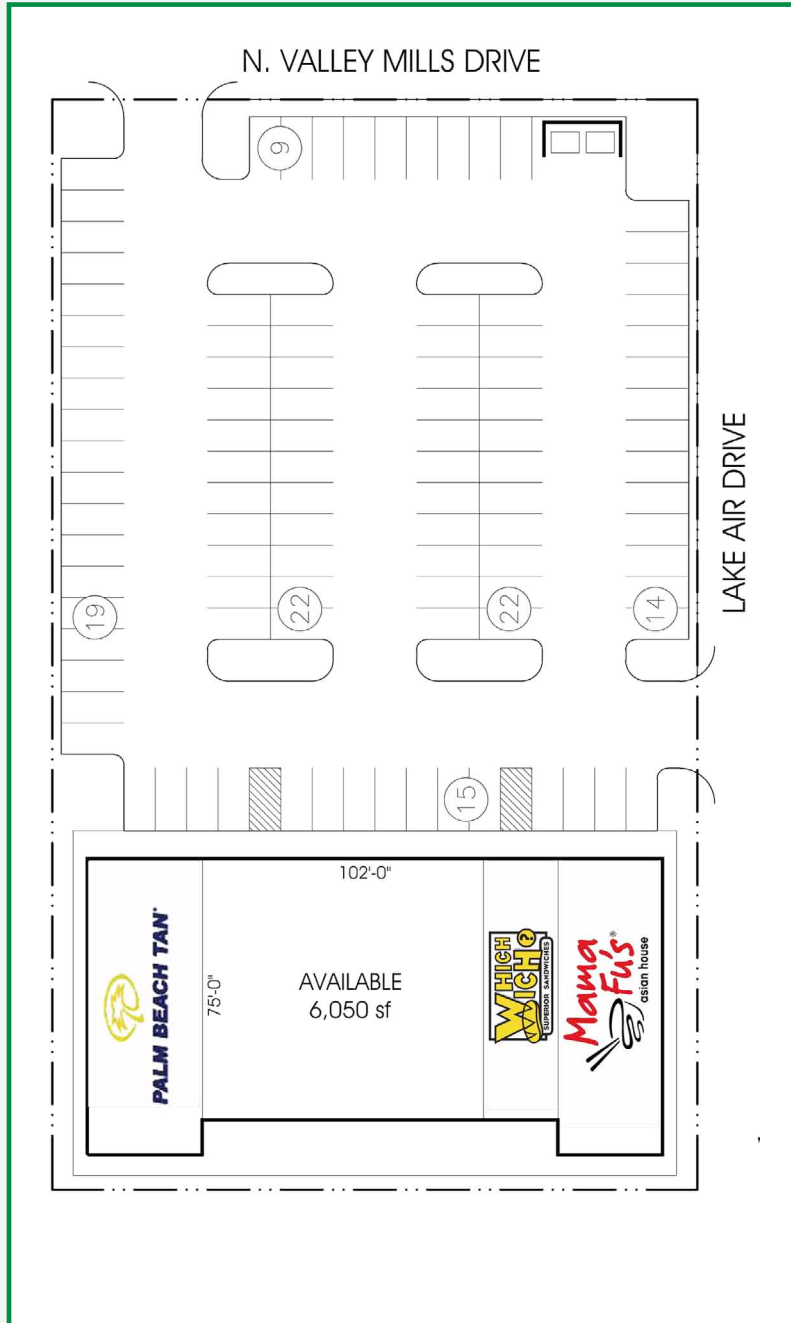 N. VALLEY MILLS DRIVE
9
LAKE AIR DRIVE
19
22
22
14
15
102'-0"
75'-0"
AVAILABLE
6,050 sf
PALM BEACH TAN®
WHICH
WICH?
SUPERIOR SANDWICHES
Mama
Fu's®
asian house